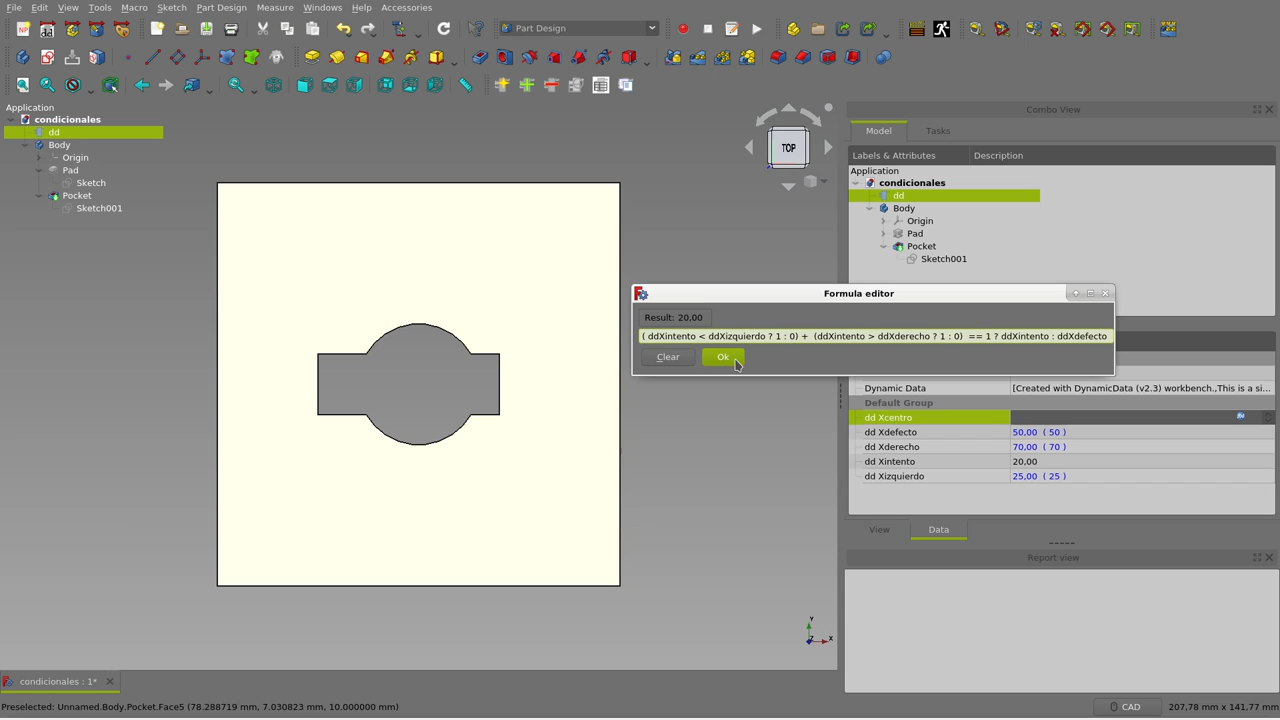 File Edit View Tools Macro Sketch Part Design Measure Windows Help Accessories
Part Design
Application
condicionales
dd
Body
Origin
Pad
Sketch
Pocket
Sketch001
TOP
Y
Z
X
Combo View
Model Tasks
Labels & Attributes Description
Application
condicionales
dd
Body
Origin
Pad
Pocket
Sketch001
Formula editor
Result: 20,00
( ddXintento < ddXizquierdo ? 1 : 0) + (ddXintento > ddXderecho ? 1 : 0) == 1 ? ddXintento : ddXdefecto
Clear Ok
Dynamic Data [Created with DynamicData (v2.3) workbench.,This is a si...
Default Group
dd Xcentro
dd Xdefecto 50,00 ( 50 )
dd Xderecho 70,00 ( 70 )
dd Xintento 20,00
dd Xizquierdo 25,00 ( 25 )
View Data
Report view
condicionales : 1*
Preselected: Unnamed.Body.Pocket.Face5 (78.288719 mm, 7.030823 mm, 10.000000 mm)
CAD 207,78 mm x 141,77 mm